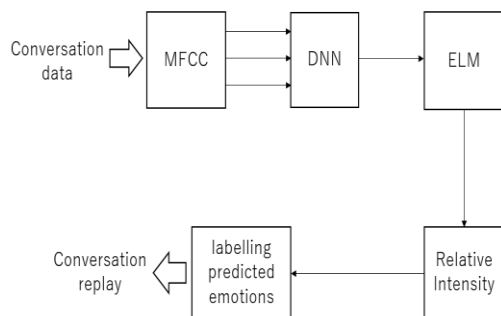 Conversation
data
MFCC
DNN
ELM
Conversation
replay
labelling
predicted
emotions
Relative
Intensity